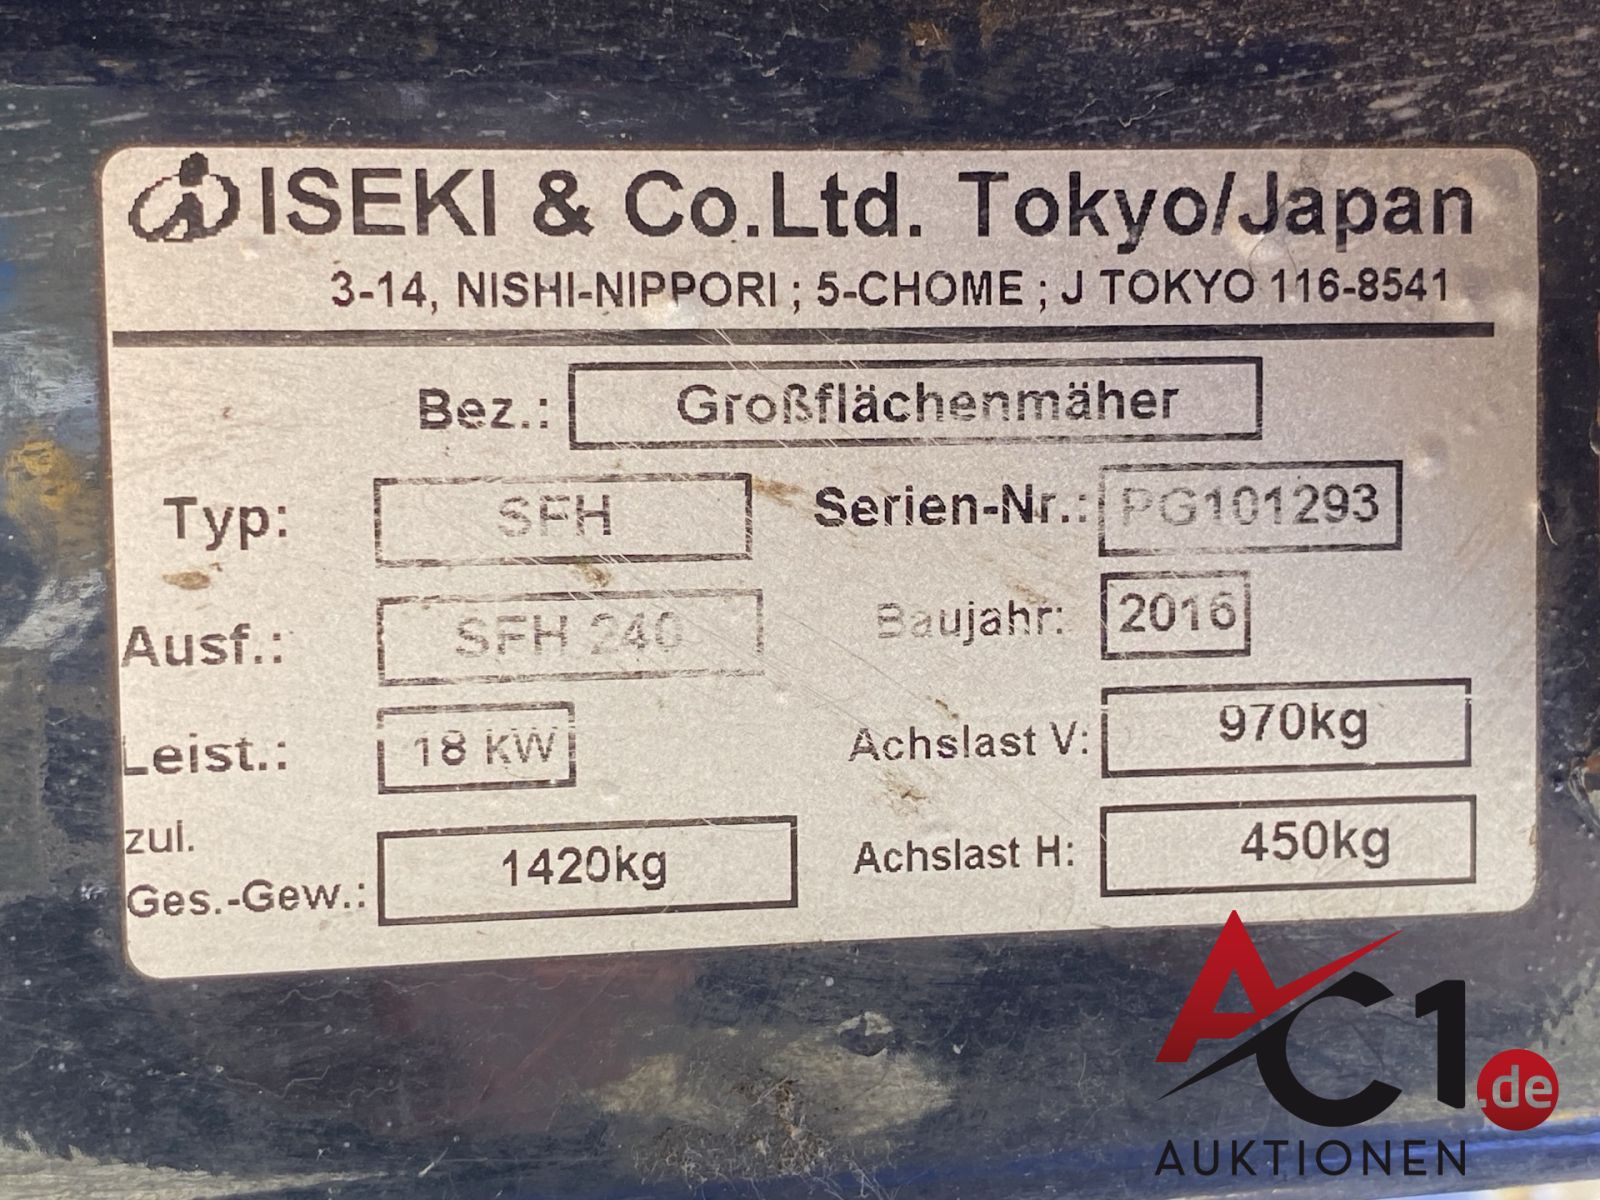 ISEKI & Co.Ltd. Tokyo/Japan
3-14, NISHI-NIPPORI ; 5-CHOME ; J TOKYO 116-8541
Bez.: Großflächenmäher
Typ: SFH Serien-Nr.: PG101293
Ausf.: SFH 240 Baujahr: 2016
Leist.: 18 KW Achslast V: 970kg
zul.
Ges.-Gew.: 1420kg Achslast H: 450kg
AC1.de
AUKTIONEN